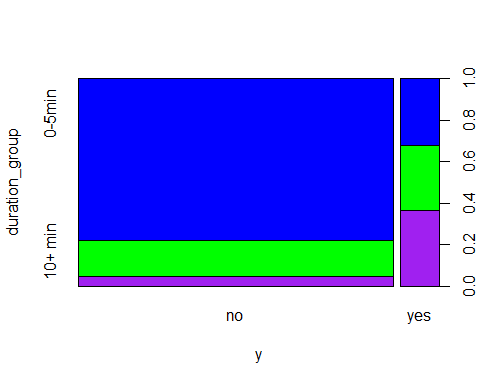 duration_group
0-5min
10+ min
1.0
0.8
0.6
0.4
0.2
0.0
no
yes
y